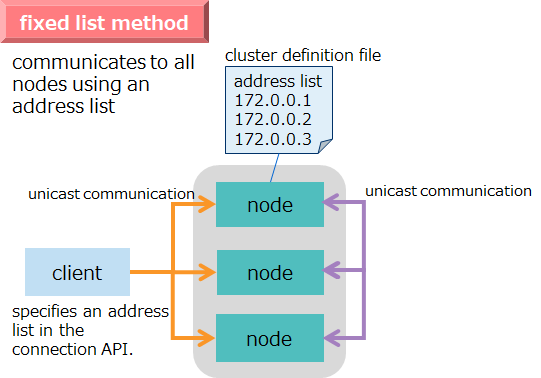 fixed list method
communicates to all
nodes using an
address list
cluster definition file
address list
172.0.0.1
172.0.0.2
172.0.0.3
unicast communication
node
unicast communication
client
node
specifies an address
list in the
connection API.
node